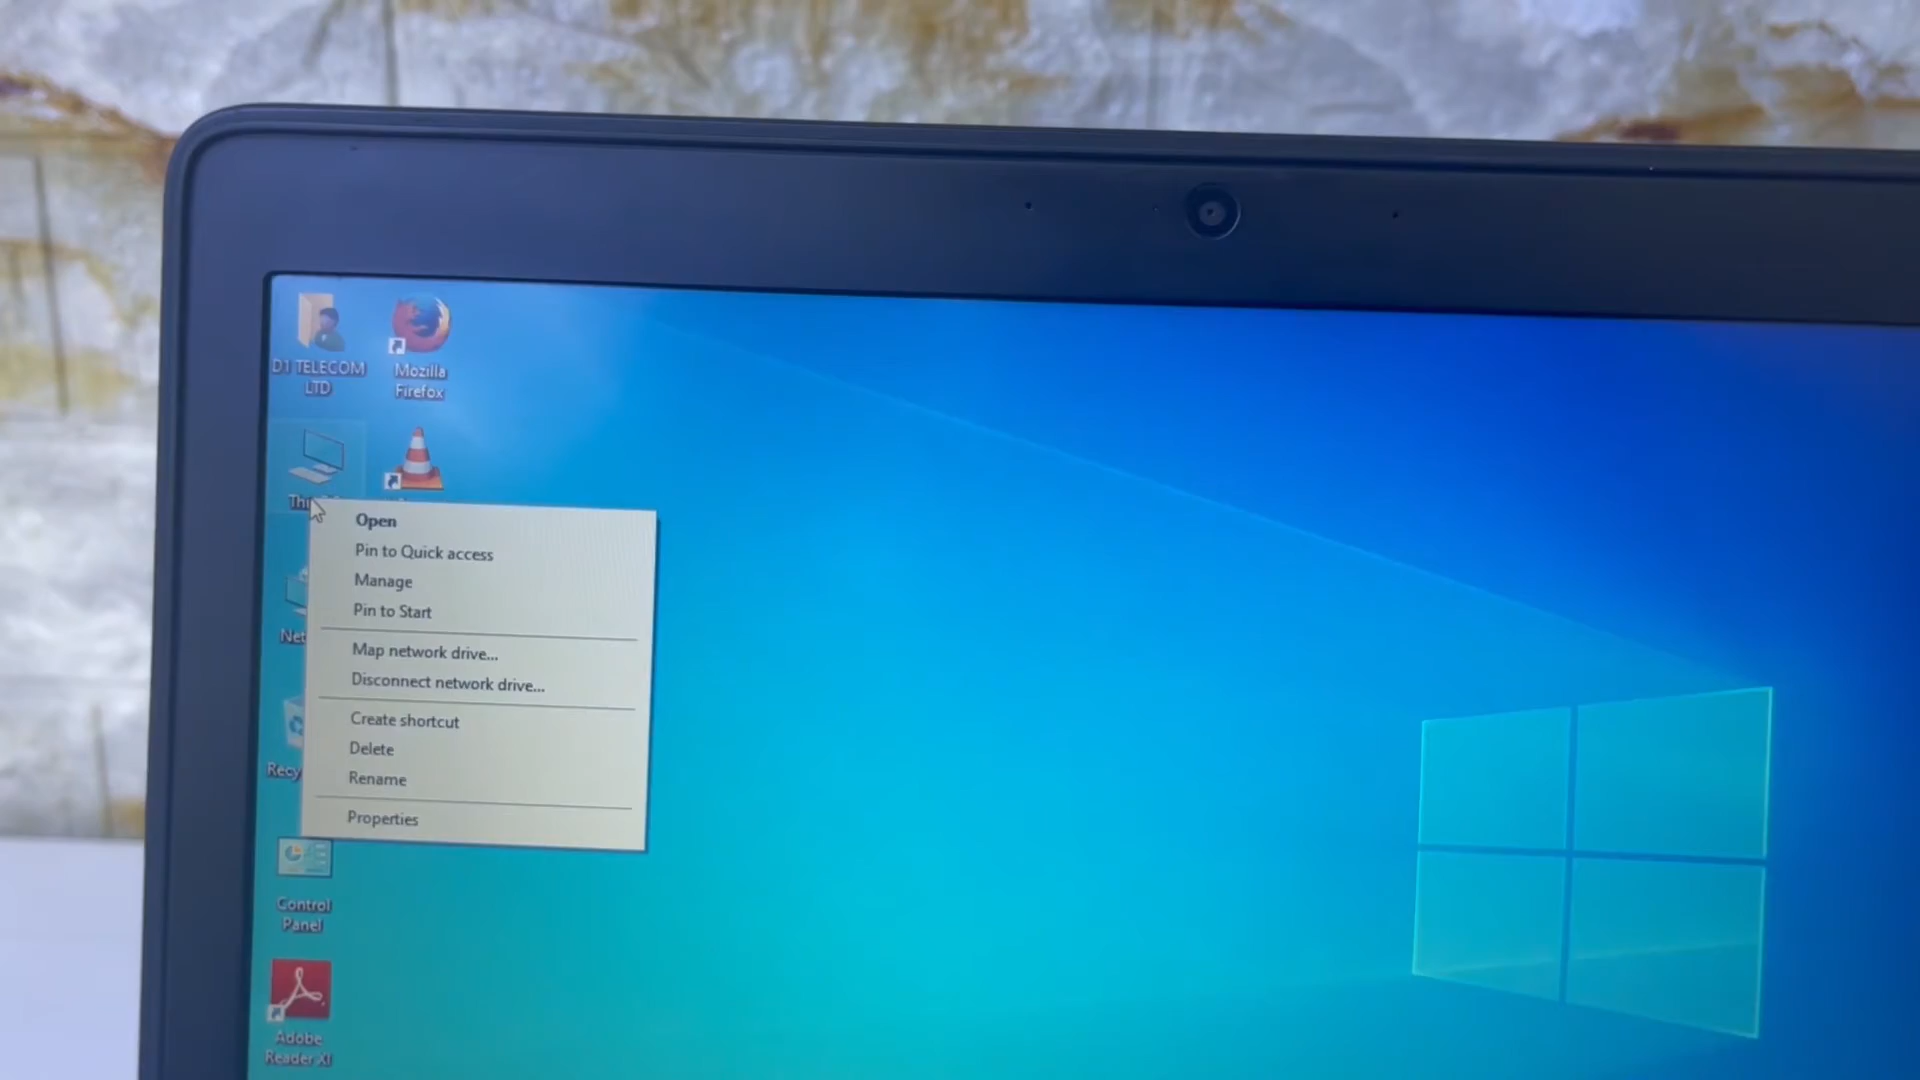 D1 TELECOM
LTD
Mozilla
Firefox
Open
Pin to Quick access
Manage
Pin to Start
Map network drive...
Disconnect network drive...
Create shortcut
Delete
Rename
Properties
Control
Panel
Adobe
Reader XI